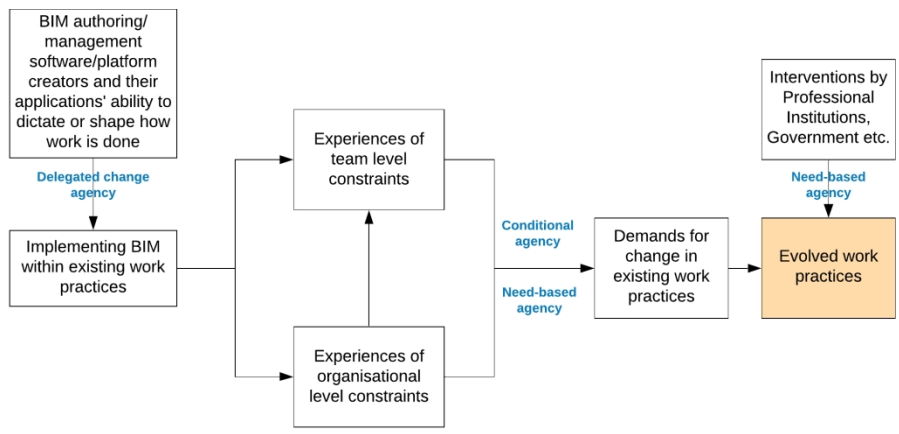 BIM authoring/
management
software/platform
creators and their
applications' ability to
dictate or shape how
work is done
Delegated change
agency
Implementing BIM
within existing work
practices
Experiences of
team level
constraints
Experiences of
organisational
level constraints
Conditional
agency
Need-based
agency
Demands for
change in
existing work
practices
Interventions by
Professional
Institutions,
Government etc.
Need-based
agency
Evolved work
practices